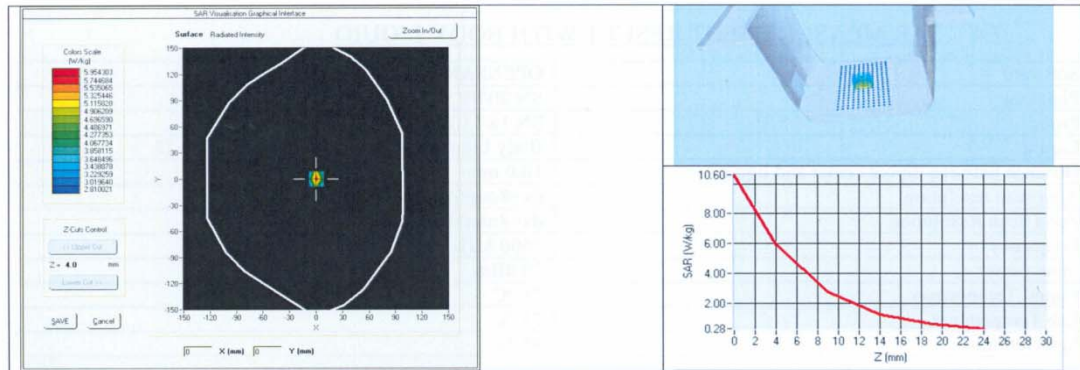 SAR Visualisation Graphical Interface
Surface Radiated Intensity
Zoom In/Out
Colors Scale
(W/kg)
5.954303
5.744684
5.535065
5.325446
5.115828
4.906209
4.696590
4.486971
4.277353
4.067734
3.858115
3.648496
3.438878
3.229259
3.019640
2.810021
150
120
90
60
30
0
-30
-60
-90
-120
-150
Y
-150 -120 -90 -60 -30 0 30 60 90 120 150
X
Z-Cuts Control
<< Upper Cut
Z = 4.0 mm
Lower Cut >>
SAVE Cancel
0 X (mm) 0 Y (mm)
10.60
8.00
6.00
4.00
2.00
0.28
SAR (W/kg)
0 2 4 6 8 10 12 14 16 18 20 22 24 26 28 30
Z (mm)